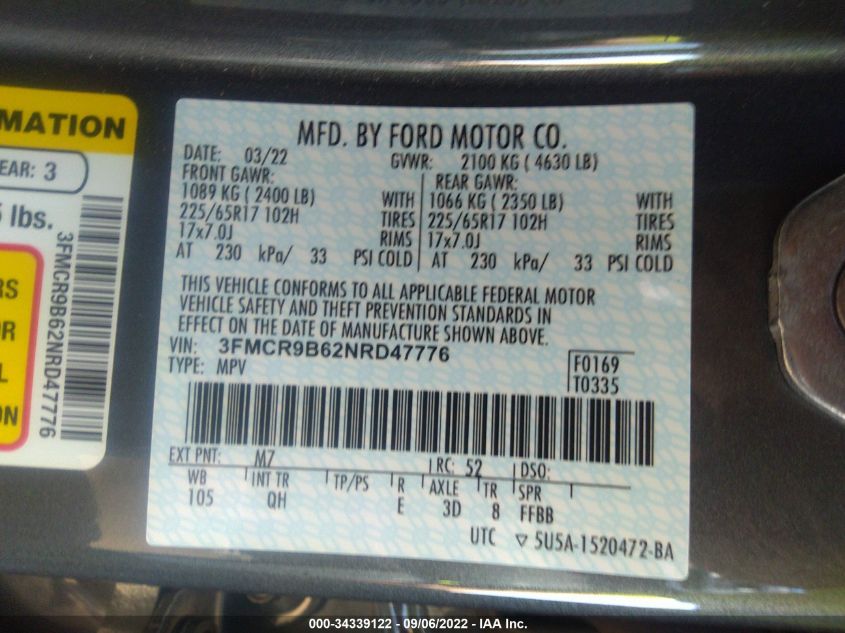 MATION
EAR: 3
lbs.
RS
OR
L
ON
3FMCR9B62NRD47776
MFD. BY FORD MOTOR CO.
DATE: 03/22 GVWR: 2100 KG ( 4630 LB)
FRONT GAWR: REAR GAWR:
1089 KG ( 2400 LB) WITH 1066 KG ( 2350 LB) WITH
225/65R17 102H TIRES 225/65R17 102H TIRES
17x7.0J RIMS 17x7.0J RIMS
AT 230 kPa/ 33 PSI COLD AT 230 kPa/ 33 PSI COLD
THIS VEHICLE CONFORMS TO ALL APPLICABLE FEDERAL MOTOR
VEHICLE SAFETY AND THEFT PREVENTION STANDARDS IN
EFFECT ON THE DATE OF MANUFACTURE SHOWN ABOVE.
VIN: 3FMCR9B62NRD47776 F0169
TYPE: MPV T0335
EXT PNT: M7 RC: 52 DSO:
WB INT TR TP/PS R AXLE TR SPR
105 QH E 3D 8 FFBB
UTC ▽ 5U5A-1520472-BA
000-34339122 - 09/06/2022 - IAA Inc.